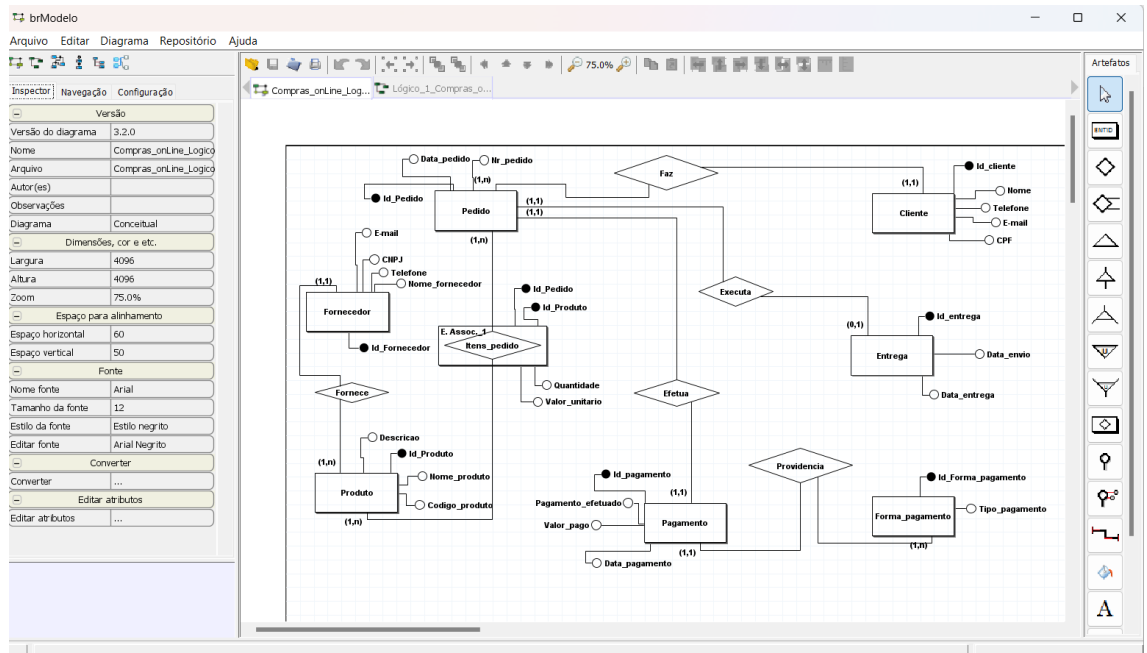 brModelo
Arquivo Editar Diagrama Repositório Ajuda
75.0%
Artefatos
Inspector Navegação Configuração
Compras_onLine_Log... Lógico_1_Compras_o...
Versão
Versão do diagrama 3.2.0
Nome Compras_onLine_Logico
Arquivo Compras_onLine_Logico
Autor(es)
Observações
Diagrama Conceitual
Dimensões, cor e etc.
Largura 4096
Altura 4096
Zoom 75.0%
Espaço para alinhamento
Espaço horizontal 60
Espaço vertical 50
Fonte
Nome fonte Arial
Tamanho da fonte 12
Estilo da fonte Estilo negrito
Editar fonte Arial Negrito
Converter
Converter ...
Editar atributos
Editar atributos ...
Data_pedido
Nr_pedido
(1,n)
Id_Pedido
Pedido
(1,1)
(1,1)
(1,n)
Faz
(1,1)
Id_cliente
Nome
Telefone
E-mail
CPF
Cliente
E-mail
CNPJ
Telefone
Nome_fornecedor
(1,1)
Fornecedor
Id_Fornecedor
Id_Pedido
Id_Produto
E. Assoc._1
Itens_pedido
Quantidade
Valor_unitario
Executa
(0,1)
Id_entrega
Entrega
Data_envio
Data_entrega
Fornece
Efetua
Descricao
Id_Produto
(1,n)
Nome_produto
Produto
Codigo_produto
(1,n)
Id_pagamento
(1,1)
Pagamento_efetuado
Valor_pago
Pagamento
(1,1)
Data_pagamento
Providencia
Id_Forma_pagamento
Tipo_pagamento
Forma_pagamento
(1,n)
ENTID
U
A